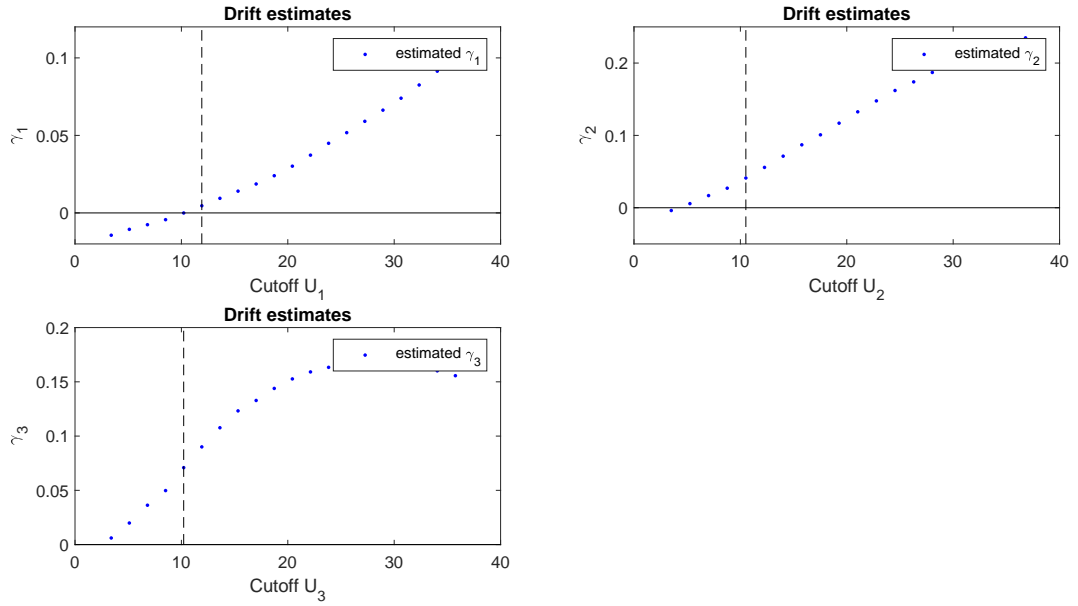 Drift estimates
estimated γ1
0.1
0.05
0
γ1
0 10 20 30 40
Cutoff U1
Drift estimates
estimated γ2
0.2
0.1
0
γ2
0 10 20 30 40
Cutoff U2
Drift estimates
estimated γ3
0.2
0.15
0.1
0.05
0
γ3
0 10 20 30 40
Cutoff U3